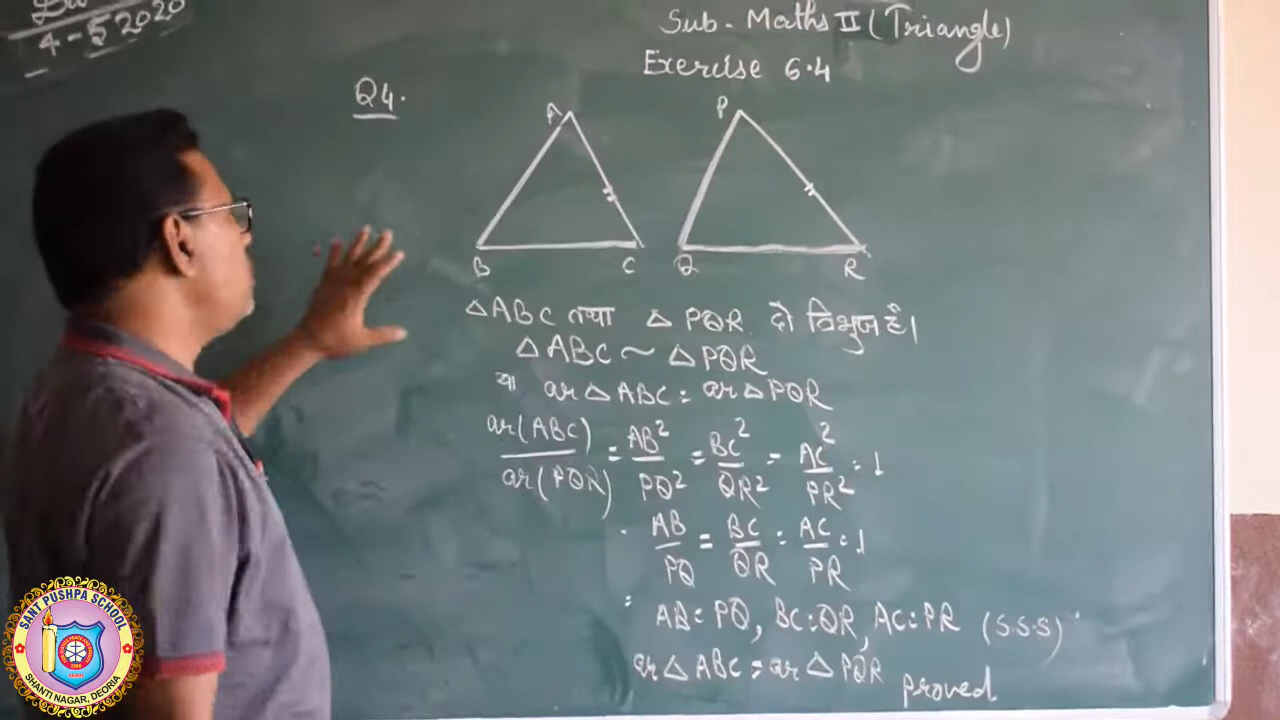 4-5 2020
Sub- Maths II (Triangle)
Exercise 6.4
Q4.
A
P
B
C
Q
R
△ABC तथा △PQR दो त्रिभुज हैं।
△ABC ~ △PQR
या ar△ABC = ar△PQR
ar(ABC)/ar(PQR) = AB²/PQ² = BC²/QR² = AC²/PR² = 1
AB/PQ = BC/QR = AC/PR = 1
AB = PQ, BC = QR, AC = PR (S.S.S)
ar△ABC = ar△PQR proved
SANT PUSHPA SCHOOL
SHANTI NAGAR, DEORIA